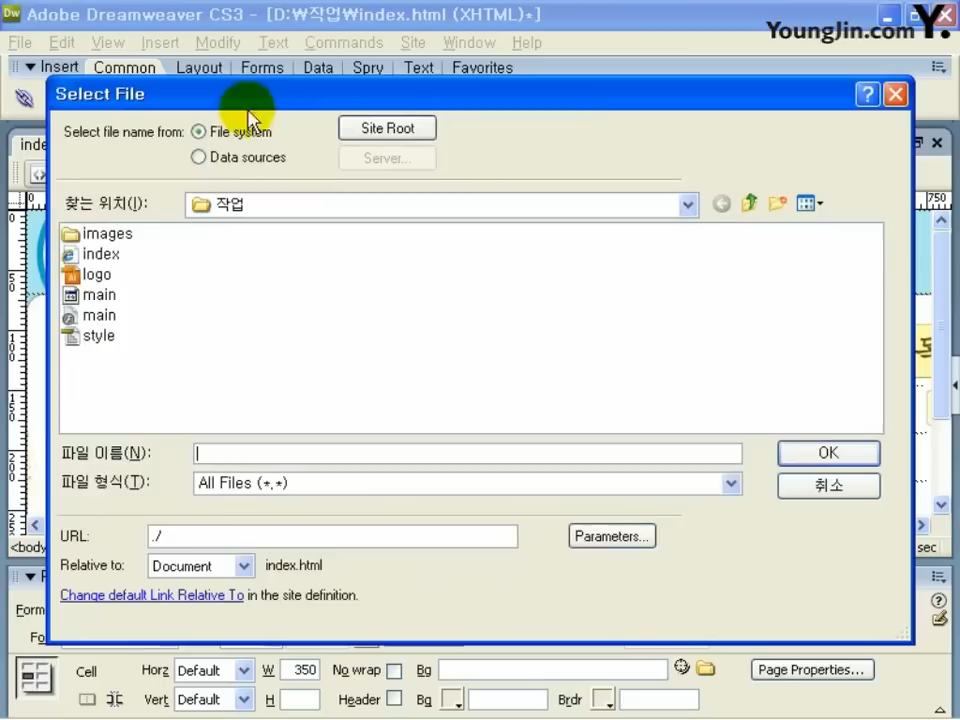 Adobe Dreamweaver CS3 - [D:₩작업₩index.html (XHTML)*]
YoungJin.com Y.
File Edit View Insert Modify Text Commands Site Window Help
▼ Insert Common Layout Forms Data Spry Text Favorites
Select File
Select file name from: File system Site Root
Data sources Server...
찾는 위치(I): 작업
images
index
logo
main
main
style
파일 이름(N): OK
파일 형식(T): All Files (*.*) 취소
URL: ./ Parameters...
Relative to: Document index.html
Change default Link Relative To in the site definition.
Cell Horz Default W 350 No wrap Bg Page Properties...
Vert Default H Header Bg Brdr